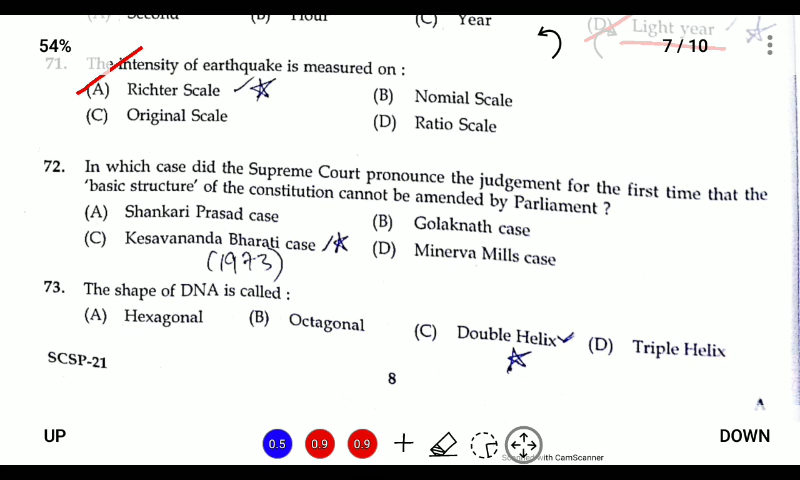 (A) Second (B) Hour (C) Year (D) Light year
54%
7 / 10
71. The intensity of earthquake is measured on :
(A) Richter Scale (B) Nomial Scale
(C) Original Scale (D) Ratio Scale
72. In which case did the Supreme Court pronounce the judgement for the first time that the
'basic structure' of the constitution cannot be amended by Parliament ?
(A) Shankari Prasad case (B) Golaknath case
(C) Kesavananda Bharati case (D) Minerva Mills case
(1973)
73. The shape of DNA is called :
(A) Hexagonal (B) Octagonal (C) Double Helix (D) Triple Helix
SCSP-21
8
A
UP
0.5 0.9 0.9
DOWN
Scanned with CamScanner